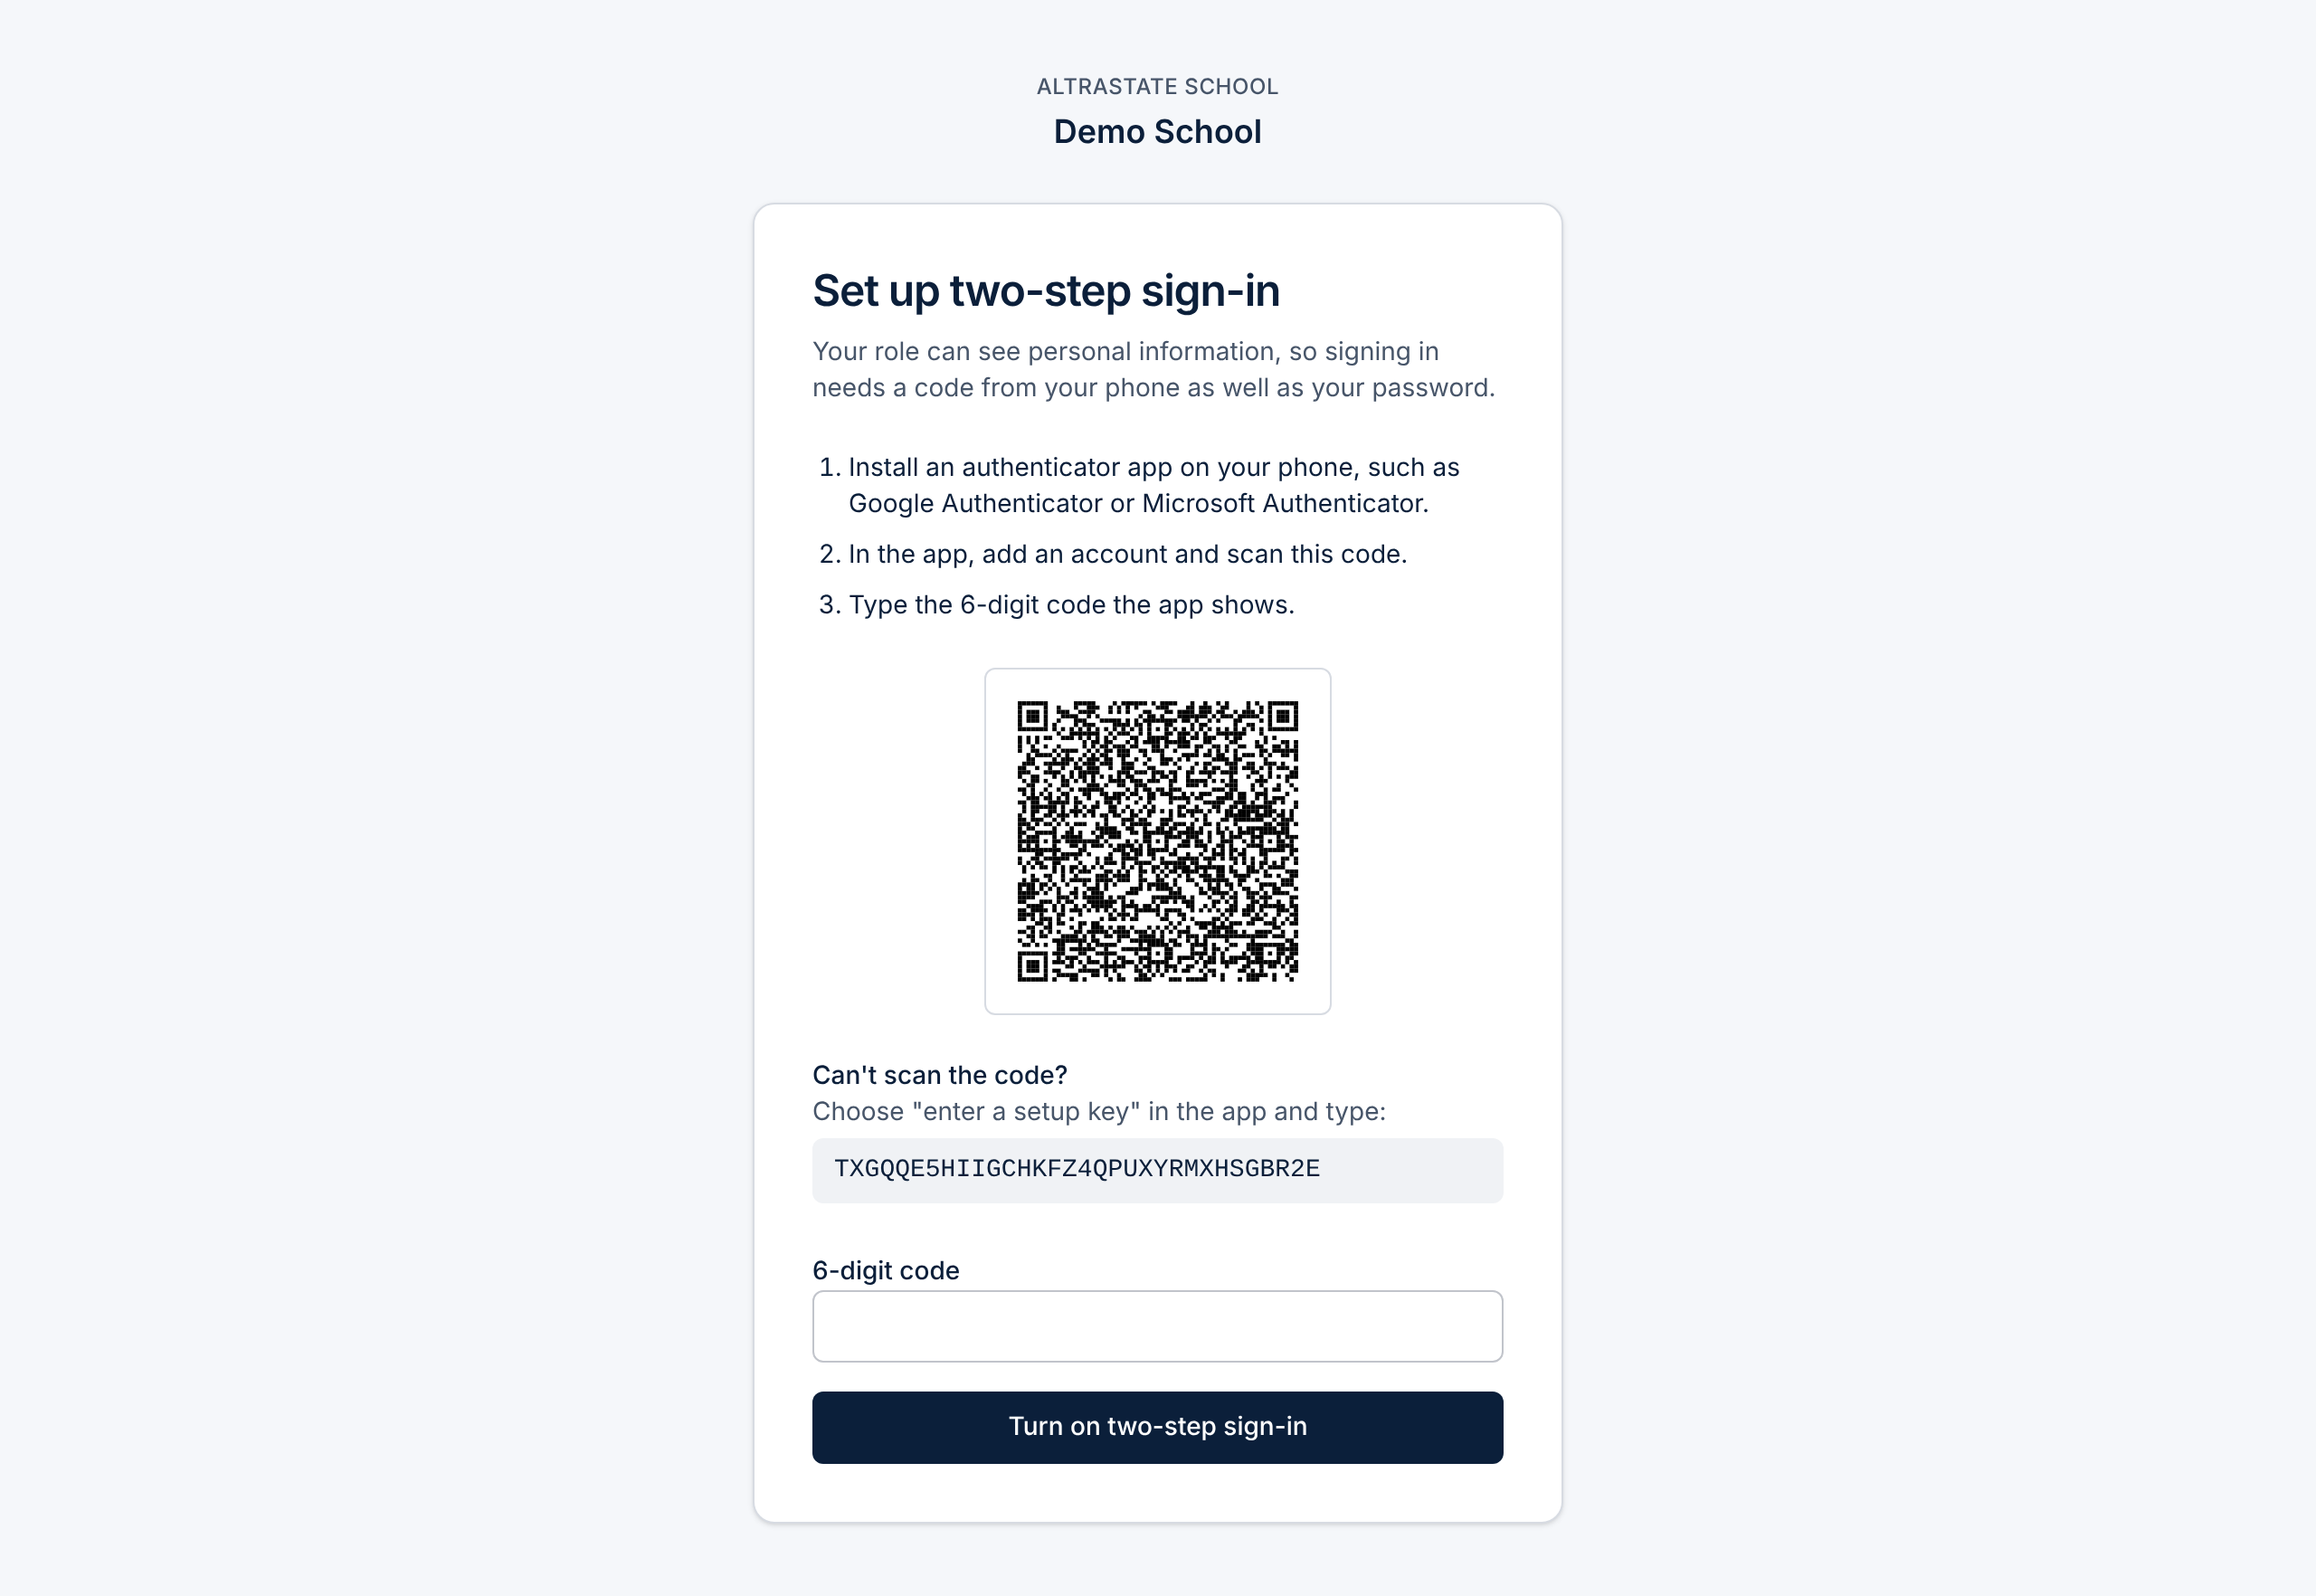 ALTRASTATE SCHOOL
Demo School
Set up two-step sign-in
Your role can see personal information, so signing in
needs a code from your phone as well as your password.
1. Install an authenticator app on your phone, such as
Google Authenticator or Microsoft Authenticator.
2. In the app, add an account and scan this code.
3. Type the 6-digit code the app shows.
Can't scan the code?
Choose "enter a setup key" in the app and type:
TXGQQE5HIIGCHKFZ4QPUXYRMXHSGBR2E
6-digit code
Turn on two-step sign-in